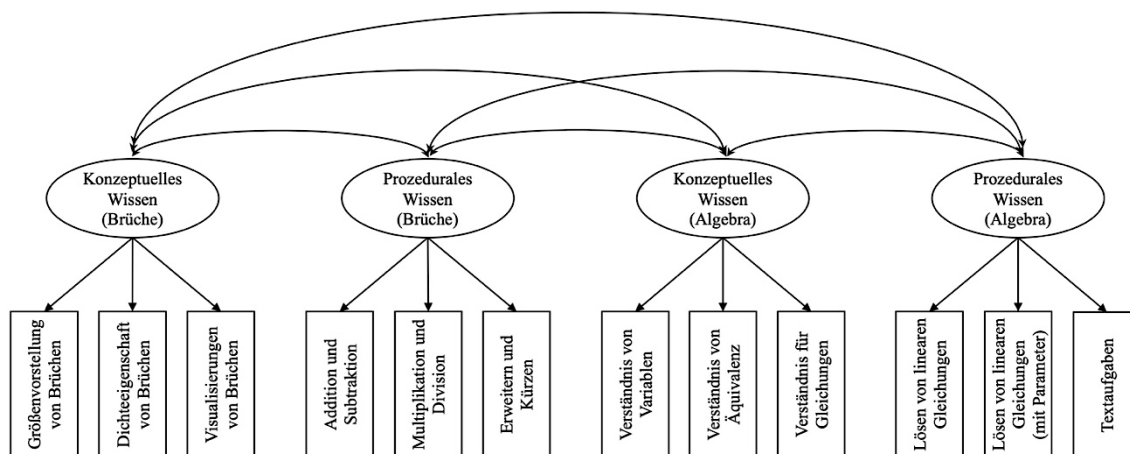 Konzeptuelles
Wissen
(Brüche)
Prozedurales
Wissen
(Brüche)
Konzeptuelles
Wissen
(Algebra)
Prozedurales
Wissen
(Algebra)
Größenvorstellung
von Brüchen
Dichteeigenschaft
von Brüchen
Visualisierungen
von Brüchen
Addition und
Subtraktion
Multiplikation und
Division
Erweitern und
Kürzen
Verständnis von
Variablen
Verständnis von
Äquivalenz
Verständnis für
Gleichungen
Lösen von linearen
Gleichungen
Lösen von linearen
Gleichungen
(mit Parameter)
Textaufgaben